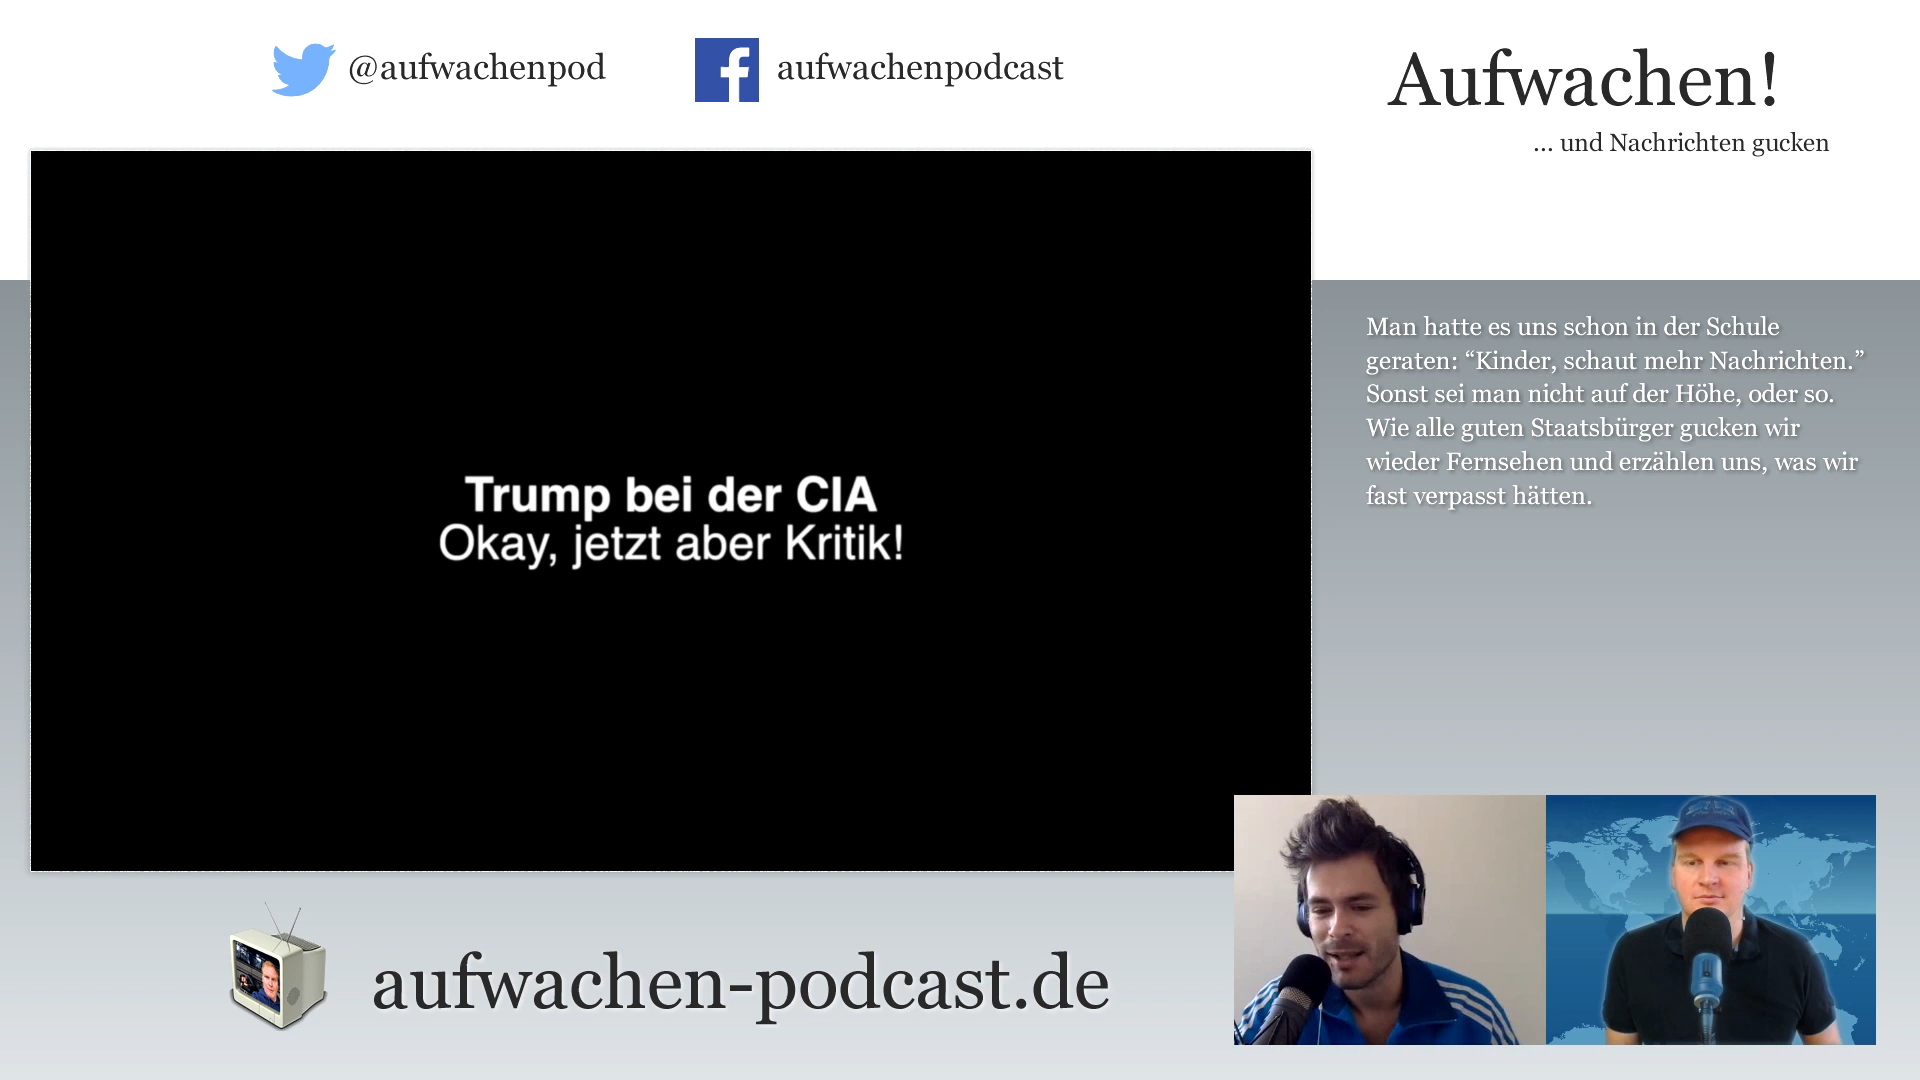 @aufwachenpod
aufwachenpodcast
Aufwachen!
... und Nachrichten gucken
Trump bei der CIA
Okay, jetzt aber Kritik!
Man hatte es uns schon in der Schule
geraten: “Kinder, schaut mehr Nachrichten.”
Sonst sei man nicht auf der Höhe, oder so.
Wie alle guten Staatsbürger gucken wir
wieder Fernsehen und erzählen uns, was wir
fast verpasst hätten.
aufwachen-podcast.de